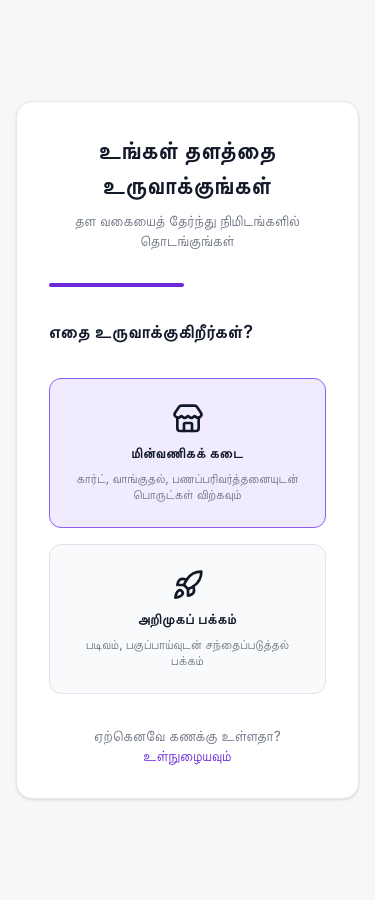 உங்கள் தளத்தை
உருவாக்குங்கள்
தள வகையைத் தேர்ந்து நிமிடங்களில்
தொடங்குங்கள்
எதை உருவாக்குகிறீர்கள்?
மின்வணிகக் கடை
கார்ட், வாங்குதல், பணப்பரிவர்த்தனையுடன்
பொருட்கள் விற்கவும்
அறிமுகப் பக்கம்
படிவம், பகுப்பாய்வுடன் சந்தைப்படுத்தல்
பக்கம்
ஏற்கெனவே கணக்கு உள்ளதா?
உள்நுழையவும்